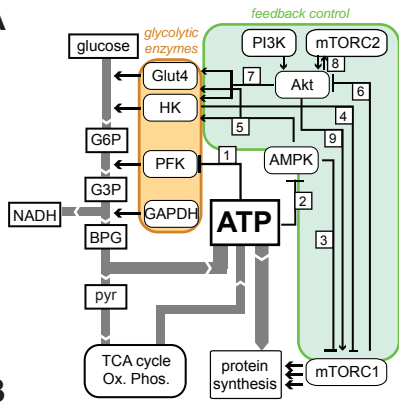 A
feedback control
glycolytic
enzymes
glucose
PI3K
mTORC2
Glut4
7
Akt
8
6
HK
5
9
4
G6P
PFK
1
AMPK
G3P
2
NADH
GAPDH
ATP
3
BPG
pyr
TCA cycle
Ox. Phos.
protein
synthesis
mTORC1
B